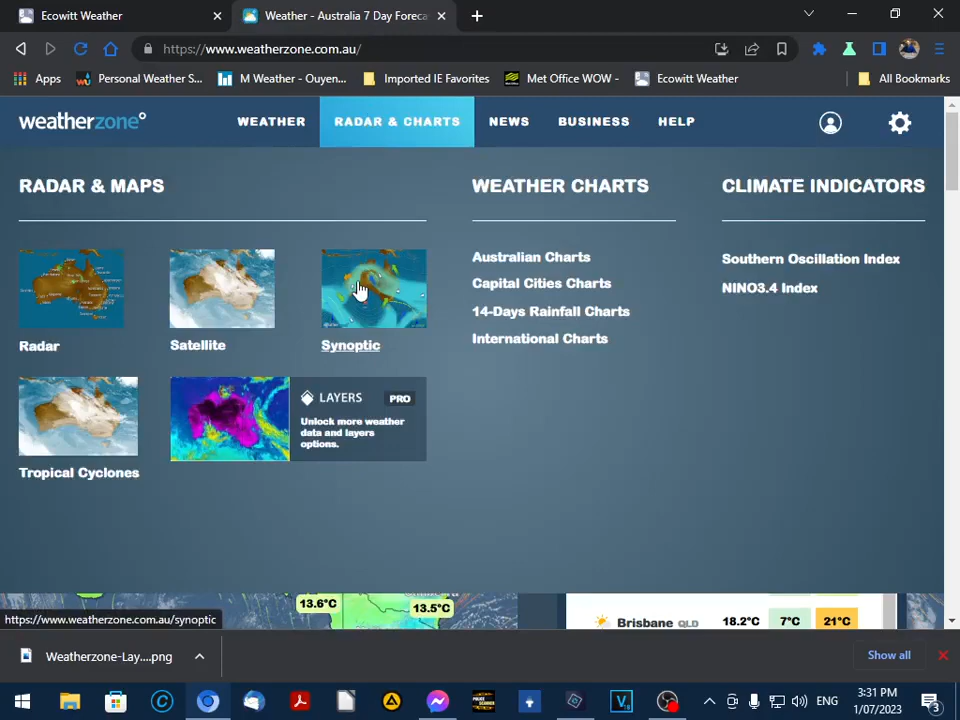 Ecowitt Weather
Weather - Australia 7 Day Foreca
https://www.weatherzone.com.au/
Apps
Personal Weather S...
M Weather - Ouyen...
Imported IE Favorites
Met Office WOW -
Ecowitt Weather
All Bookmarks
weatherzone°
WEATHER
RADAR & CHARTS
NEWS
BUSINESS
HELP
RADAR & MAPS
WEATHER CHARTS
CLIMATE INDICATORS
Radar
Satellite
Synoptic
Australian Charts
Capital Cities Charts
14-Days Rainfall Charts
International Charts
Southern Oscillation Index
NINO3.4 Index
Tropical Cyclones
LAYERS
PRO
Unlock more weather
data and layers
options.
13.6°C
13.5°C
Brisbane QLD
18.2°C
7°C
21°C
https://www.weatherzone.com.au/synoptic
Weatherzone-Lay....png
Show all
ENG
3:31 PM
1/07/2023
3